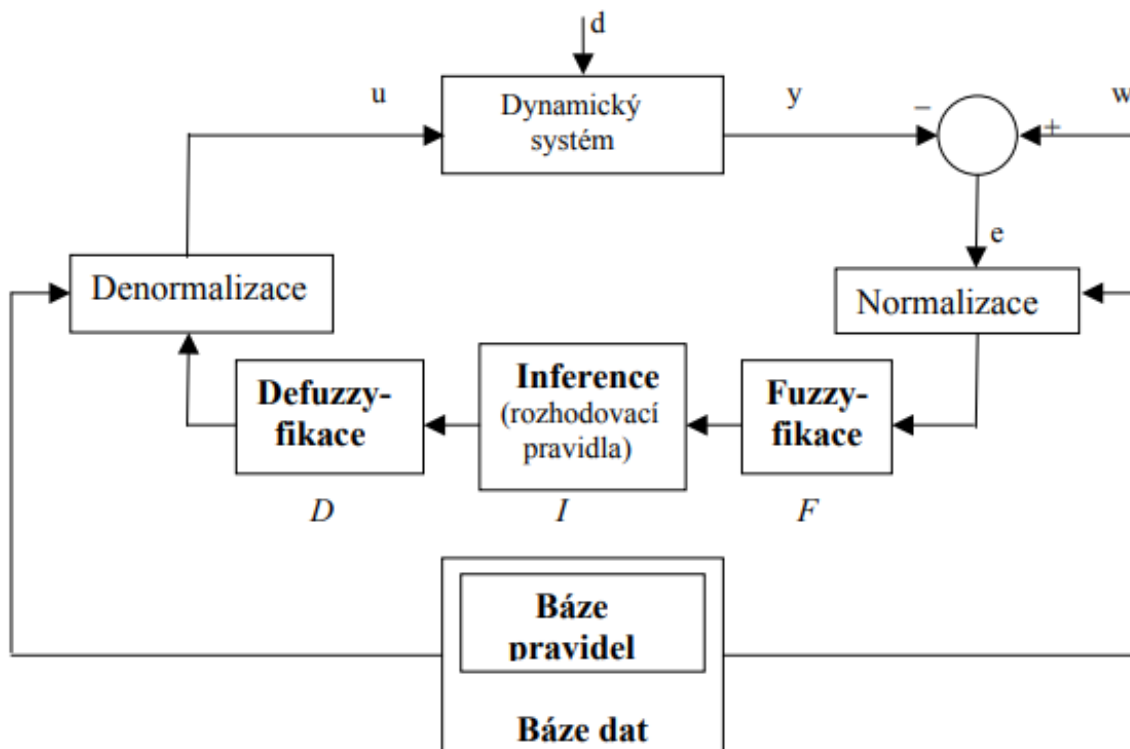 d
u
Dynamický
systém
y
−
+
w
e
Denormalizace
Normalizace
Defuzzy-
fikace
Inference
(rozhodovací
pravidla)
Fuzzy-
fikace
D
I
F
Báze
pravidel
Báze dat